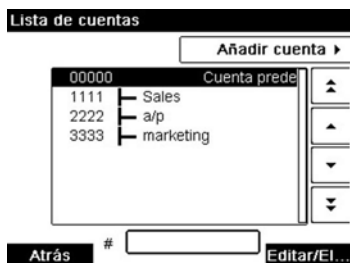 Lista de cuentas
Añadir cuenta
00000 Cuenta prede
1111 Sales
2222 a/p
3333 marketing
#
Atrás Editar/El...